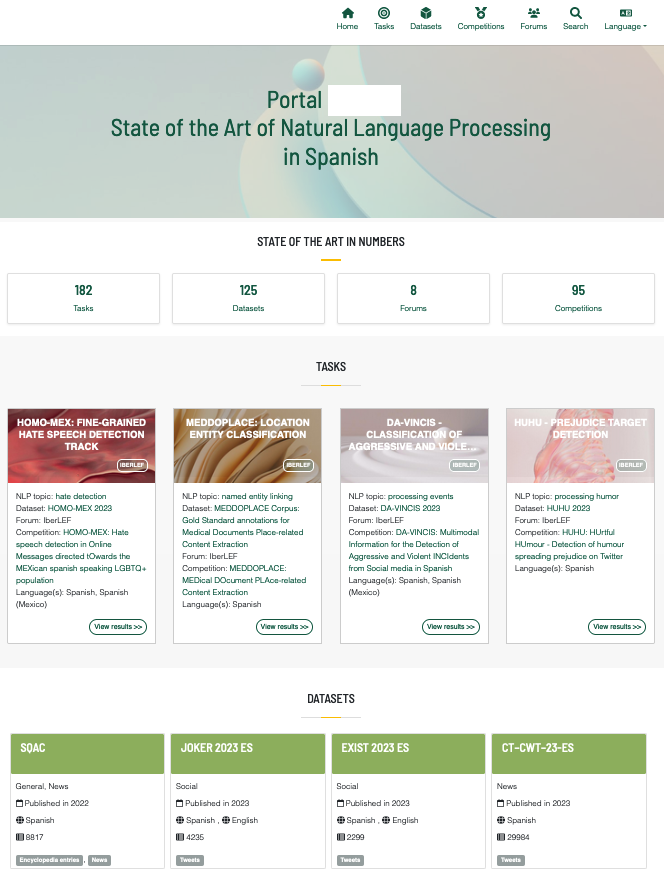 Home Tasks Datasets Competitions Forums Search Language
Portal
State of the Art of Natural Language Processing
in Spanish
STATE OF THE ART IN NUMBERS
182
Tasks
125
Datasets
8
Forums
95
Competitions
TASKS
HOMO-MEX: FINE-GRAINED
HATE SPEECH DETECTION
TRACK
IBERLEF
NLP topic: hate detection
Dataset: HOMO-MEX 2023
Forum: IberLEF
Competition: HOMO-MEX: Hate
speech detection in Online
Messages directed tOwards the
MEXican spanish speaking LGBTQ+
population
Language(s): Spanish, Spanish
(Mexico)
View results >>
MEDDOPLACE: LOCATION
ENTITY CLASSIFICATION
IBERLEF
NLP topic: named entity linking
Dataset: MEDDOPLACE Corpus:
Gold Standard annotations for
Medical Documents Place-related
Content Extraction
Forum: IberLEF
Competition: MEDDOPLACE:
MEDical DOcument PLAce-related
Content Extraction
Language(s): Spanish
View results >>
DA-VINCIS -
CLASSIFICATION OF
AGGRESSIVE AND VIOLE...
IBERLEF
NLP topic: processing events
Dataset: DA-VINCIS 2023
Forum: IberLEF
Competition: DA-VINCIS: Multimodal
Information for the Detection of
Aggressive and Violent INCIdents
from Social media in Spanish
Language(s): Spanish, Spanish
(Mexico)
View results >>
HUHU - PREJUDICE TARGET
DETECTION
IBERLEF
NLP topic: processing humor
Dataset: HUHU 2023
Forum: IberLEF
Competition: HUHU: HUrtful
HUmour - Detection of humour
spreading prejudice on Twitter
Language(s): Spanish
View results >>
DATASETS
SQAC
General, News
Published in 2022
Spanish
8817
Encyclopedia entries , News
JOKER 2023 ES
Social
Published in 2023
Spanish , English
4235
Tweets
EXIST 2023 ES
Social
Published in 2023
Spanish , English
2299
Tweets
CT-CWT-23-ES
News
Published in 2023
Spanish
29984
Tweets